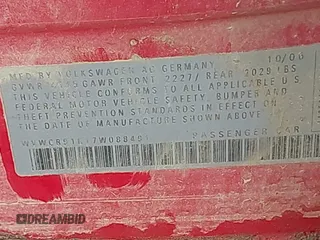 10/00
MFD. BY VOLKSWAGEN AG GERMANY
GVWR GAWR FRONT 2227/ REAR 2028 LBS
THIS VEHICLE CONFORMS TO ALL APPLICABLE U.S.
FEDERAL MOTOR VEHICLE SAFETY, BUMPER AND
THEFT PREVENTION STANDARDS IN EFFECT ON
THE DATE OF MANUFACTURE SHOWN ABOVE.
PASSENGER CAR
DREAMBID